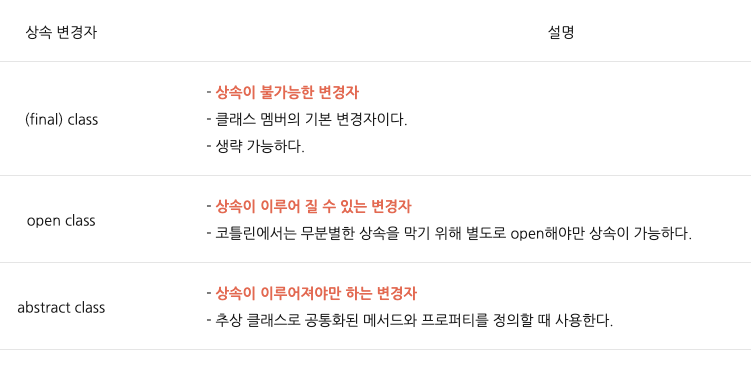 상속 변경자 설명
(final) class
- 상속이 불가능한 변경자
- 클래스 멤버의 기본 변경자이다.
- 생략 가능하다.
open class
- 상속이 이루어 질 수 있는 변경자
- 코틀린에서는 무분별한 상속을 막기 위해 별도로 open해야만 상속이 가능하다.
abstract class
- 상속이 이루어져야만 하는 변경자
- 추상 클래스로 공통화된 메서드와 프로퍼티를 정의할 때 사용한다.